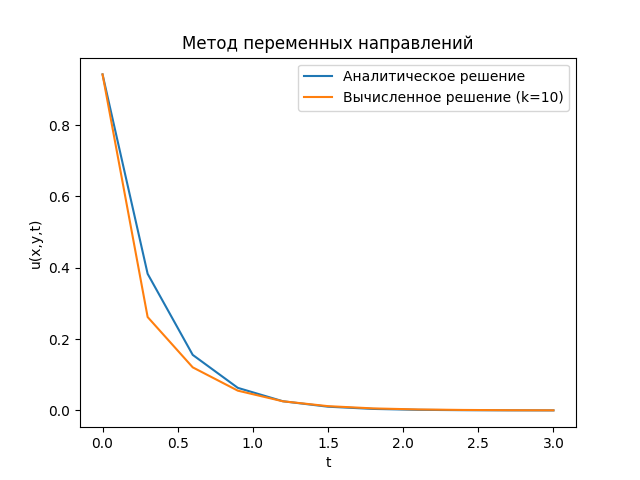 Метод переменных направлений
Аналитическое решение
Вычисленное решение (k=10)
u(x,y,t)
0.8
0.6
0.4
0.2
0.0
0.0 0.5 1.0 1.5 2.0 2.5 3.0
t